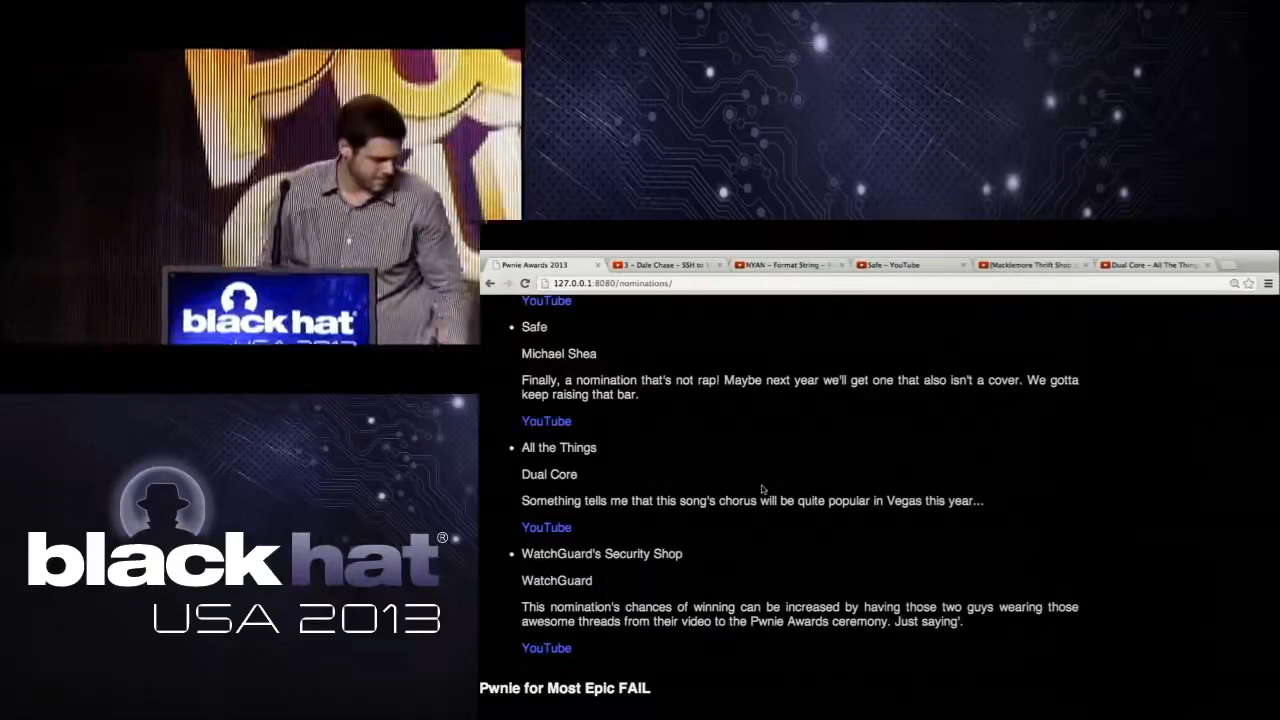 black hat
USA 2013
Pwnie Awards 2013
3 - Dale Chase - SSH to
NYAN - Format String -
Safe - YouTube
[Macklemore Thrift Shop
Dual Core - All The Thing
127.0.0.1:8080/nominations/
YouTube
• Safe
Michael Shea
Finally, a nomination that's not rap! Maybe next year we'll get one that also isn't a cover. We gotta
keep raising that bar.
YouTube
• All the Things
Dual Core
Something tells me that this song's chorus will be quite popular in Vegas this year...
YouTube
• WatchGuard's Security Shop
WatchGuard
This nomination's chances of winning can be increased by having those two guys wearing those
awesome threads from their video to the Pwnie Awards ceremony. Just saying'.
YouTube
Pwnie for Most Epic FAIL
black hat®
USA 2013